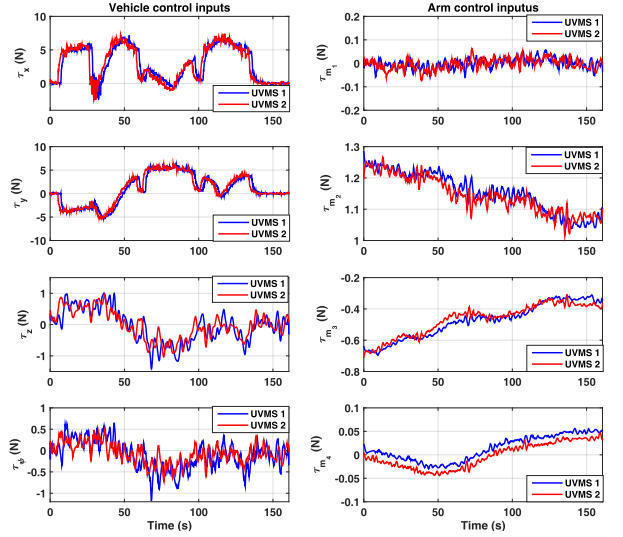 Vehicle control inputs
τx (N)
10
5
0
0
50
100
150
UVMS 1
UVMS 2
τy (N)
10
5
0
-5
-10
0
50
100
150
UVMS 1
UVMS 2
τz (N)
1
0
-1
0
50
100
150
UVMS 1
UVMS 2
τψ (N)
1
0.5
0
-0.5
-1
0
50
100
150
UVMS 1
UVMS 2
Time (s)
Arm control inputus
τm1 (N)
0.2
0.1
0
-0.1
-0.2
0
50
100
150
UVMS 1
UVMS 2
τm2 (N)
1.3
1.2
1.1
1
0
50
100
150
UVMS 1
UVMS 2
τm3 (N)
-0.2
-0.4
-0.6
-0.8
0
50
100
150
UVMS 1
UVMS 2
τm4 (N)
0.1
0.05
0
-0.05
-0.1
0
50
100
150
UVMS 1
UVMS 2
Time (s)